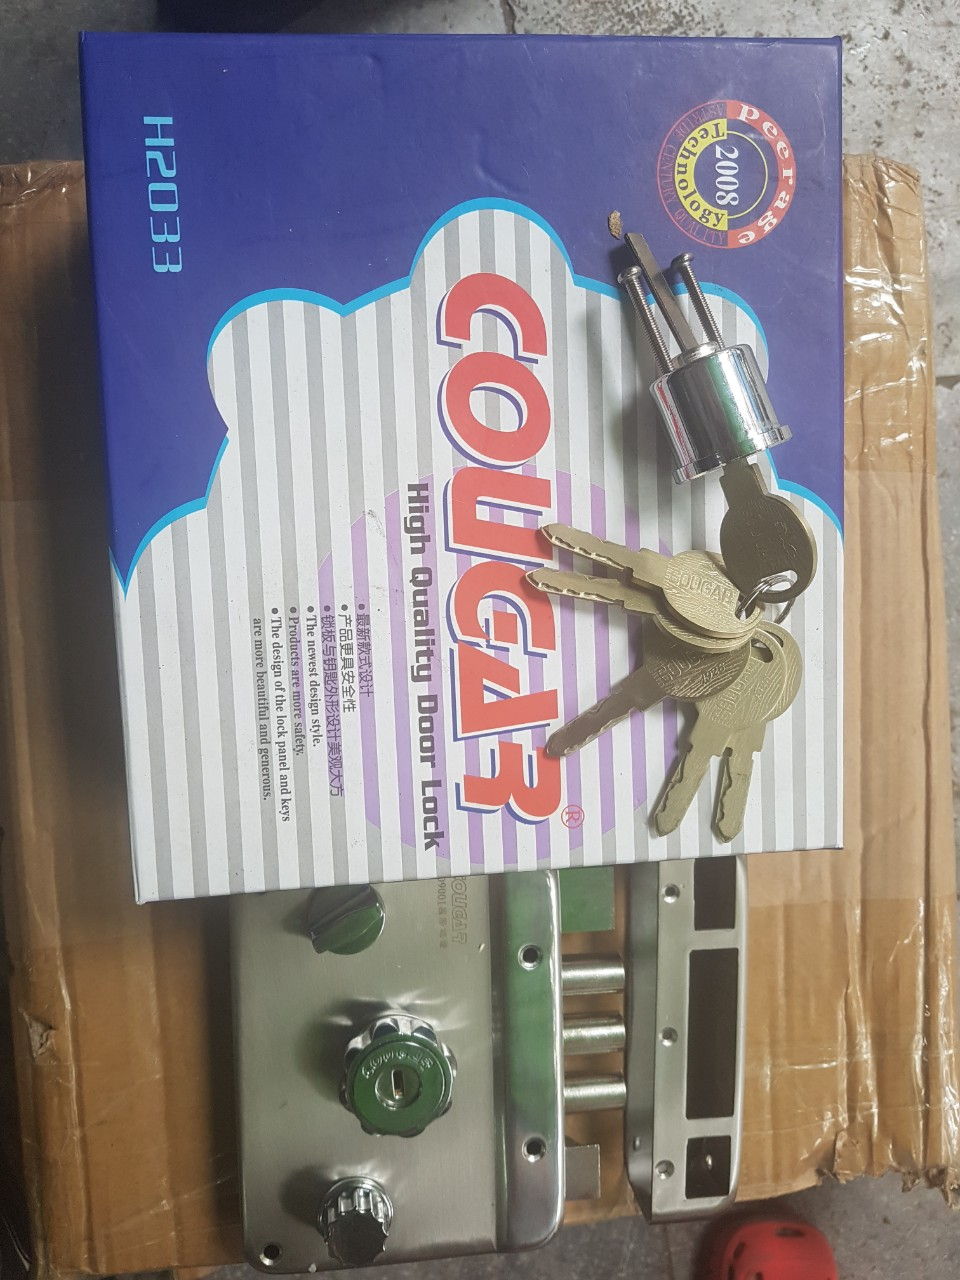 Peerage
2008
Technology
H2033
COUGAR®
High Quality Door Lock
• 最新款式设计
• 产品更具安全性
• 锁板与钥匙外形设计美观大方
• The newest design style.
• Products are more safety.
• The design of the lock panel and keys
are more beautiful and generous.
COUGAR
COUGAR
COUGAR